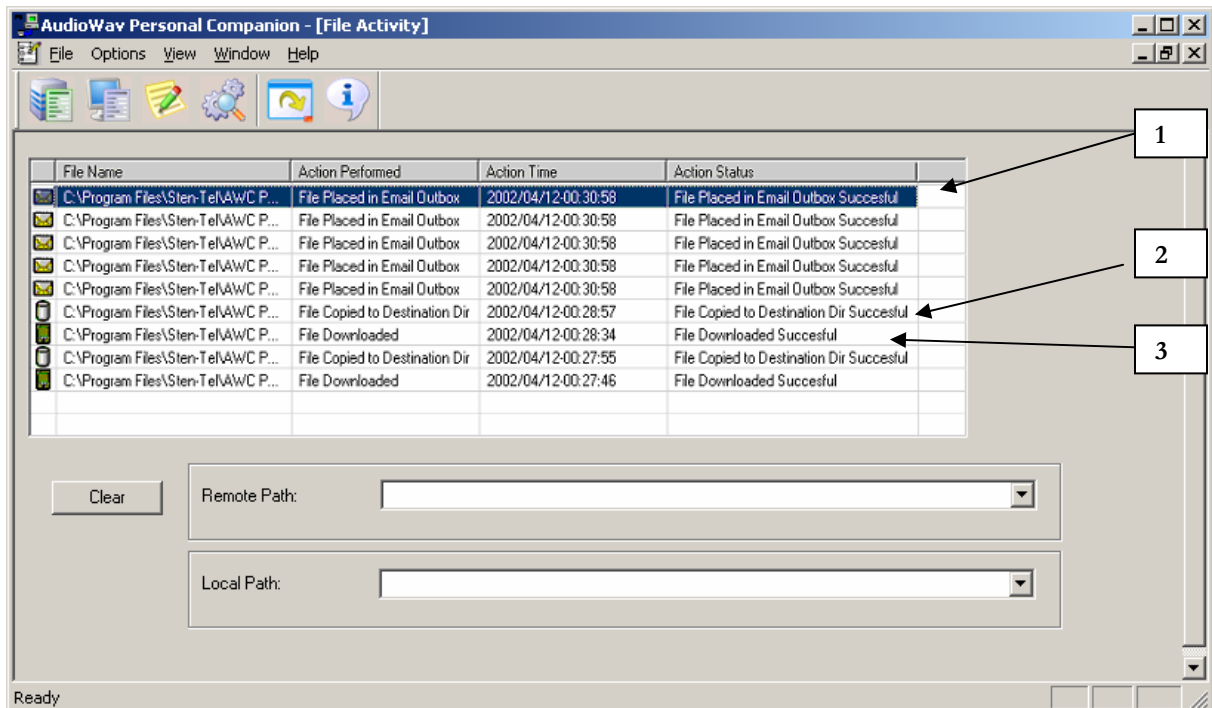 AudioWav Personal Companion - [File Activity]
File Options View Window Help
1
File Name Action Performed Action Time Action Status
C:\Program Files\Sten-Tel\AWC P... File Placed in Email Outbox 2002/04/12-00:30:58 File Placed in Email Outbox Succesful
C:\Program Files\Sten-Tel\AWC P... File Placed in Email Outbox 2002/04/12-00:30:58 File Placed in Email Outbox Succesful
C:\Program Files\Sten-Tel\AWC P... File Placed in Email Outbox 2002/04/12-00:30:58 File Placed in Email Outbox Succesful
2
C:\Program Files\Sten-Tel\AWC P... File Placed in Email Outbox 2002/04/12-00:30:58 File Placed in Email Outbox Succesful
C:\Program Files\Sten-Tel\AWC P... File Placed in Email Outbox 2002/04/12-00:30:58 File Placed in Email Outbox Succesful
C:\Program Files\Sten-Tel\AWC P... File Copied to Destination Dir 2002/04/12-00:28:57 File Copied to Destination Dir Succesful
C:\Program Files\Sten-Tel\AWC P... File Downloaded 2002/04/12-00:28:34 File Downloaded Succesful
3
C:\Program Files\Sten-Tel\AWC P... File Copied to Destination Dir 2002/04/12-00:27:55 File Copied to Destination Dir Succesful
C:\Program Files\Sten-Tel\AWC P... File Downloaded 2002/04/12-00:27:46 File Downloaded Succesful
Clear Remote Path:
Local Path:
Ready